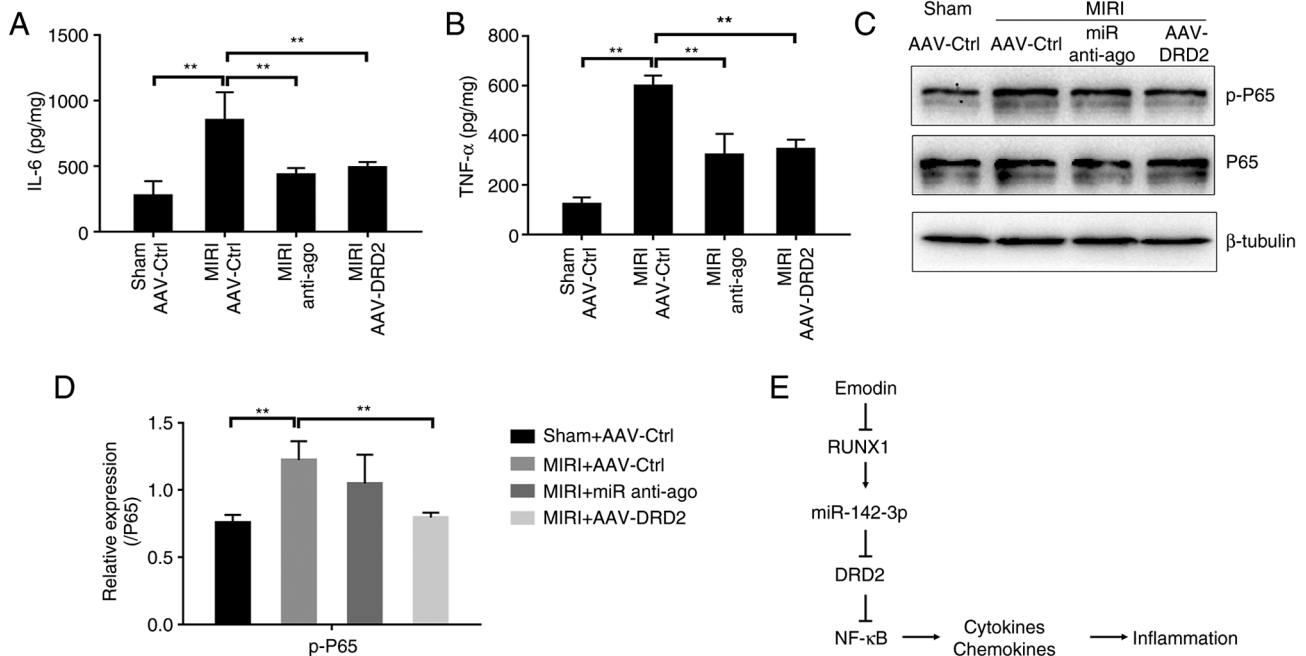 A
IL-6 (pg/mg)
1500
1000
500
0
**
**
**
Sham
AAV-Ctrl
MIRI
AAV-Ctrl
MIRI
anti-ago
MIRI
AAV-DRD2
B
TNF-α (pg/mg)
800
600
400
200
0
**
**
**
Sham
AAV-Ctrl
MIRI
AAV-Ctrl
MIRI
anti-ago
MIRI
AAV-DRD2
C
Sham
MIRI
AAV-Ctrl
AAV-Ctrl
miR
anti-ago
AAV-
DRD2
p-P65
P65
β-tubulin
D
Relative expression
(/P65)
1.5
1.0
0.5
0.0
**
**
p-P65
Sham+AAV-Ctrl
MIRI+AAV-Ctrl
MIRI+miR anti-ago
MIRI+AAV-DRD2
E
Emodin
RUNX1
miR-142-3p
DRD2
NF-κB
Cytokines
Chemokines
Inflammation